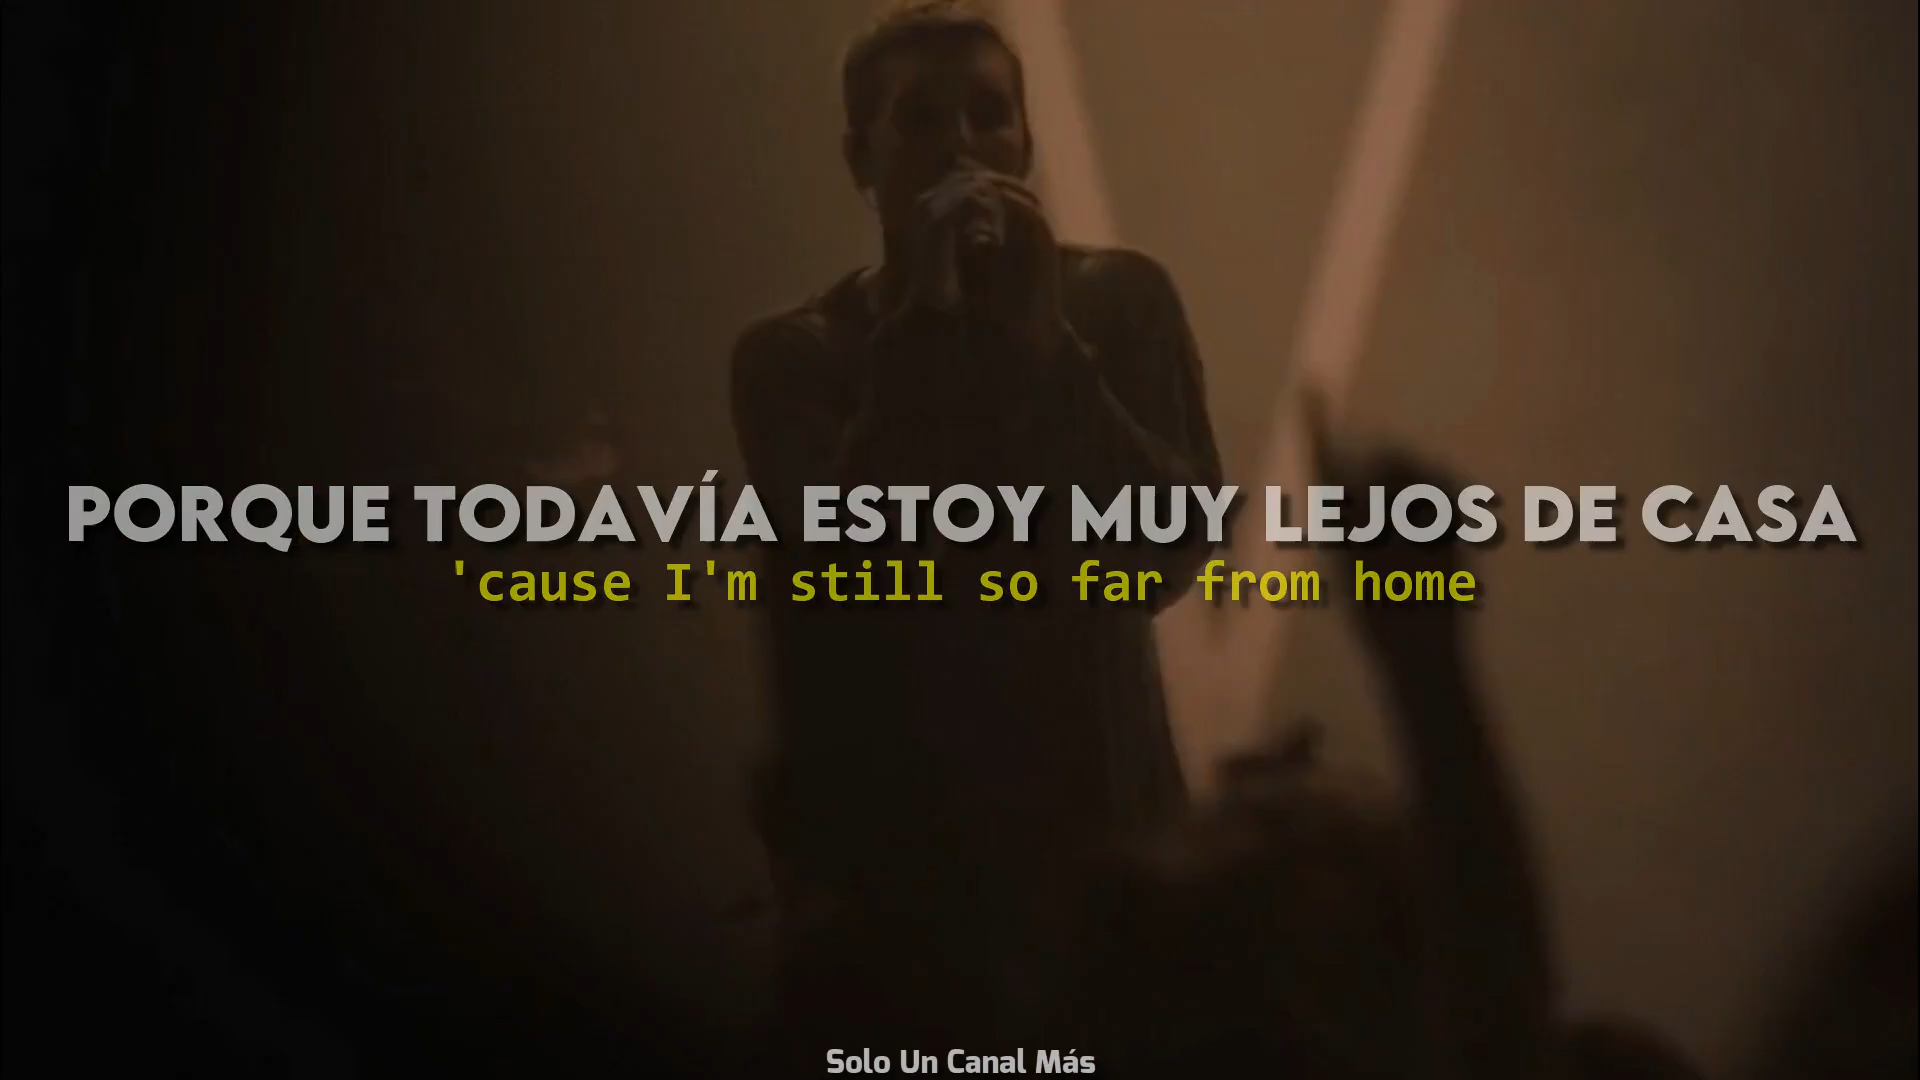 PORQUE TODAVÍA ESTOY MUY LEJOS DE CASA
'cause I'm still so far from home
Solo Un Canal Más